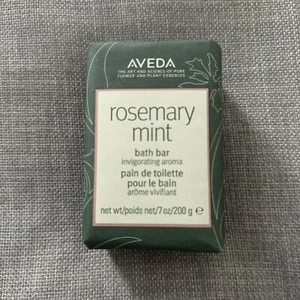 AVEDA
THE ART AND SCIENCE OF PURE
FLOWER AND PLANT ESSENCES
rosemary
mint
bath bar
invigorating aroma
pain de toilette
pour le bain
arôme vivifiant
net wt/poids net/7 oz/200 g ℮